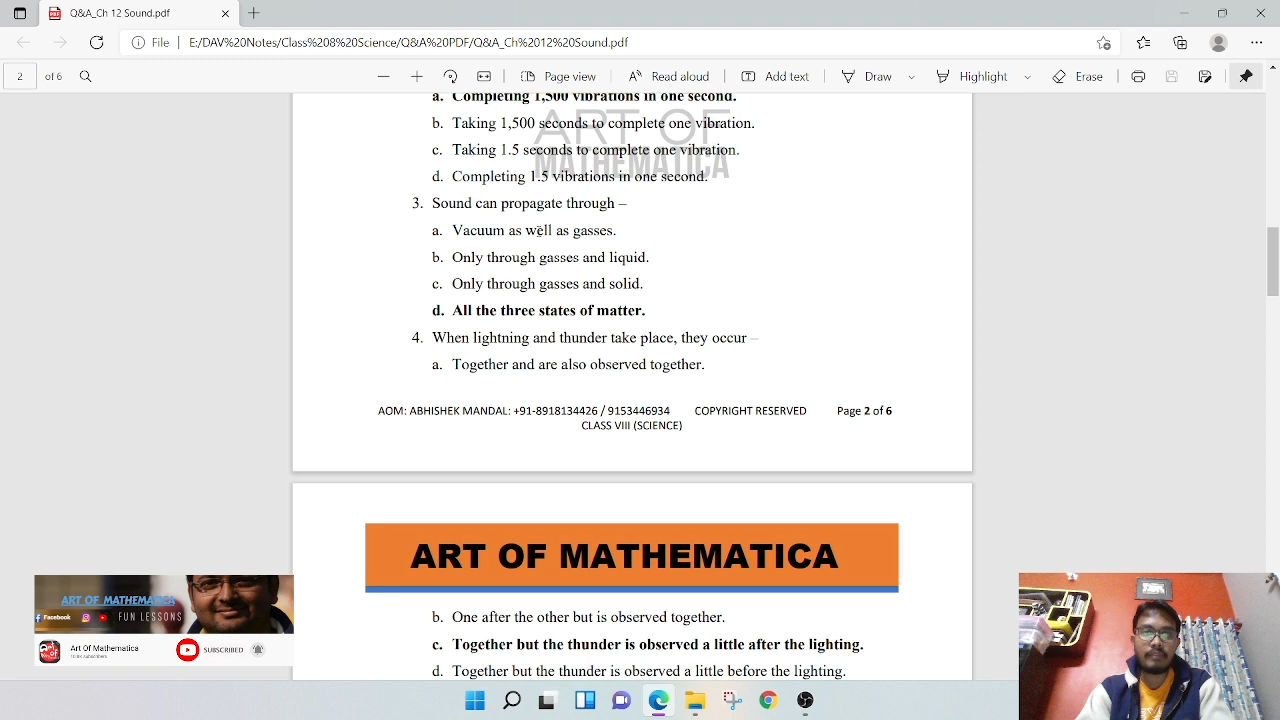 Q&A_Ch 12 Sound.pdf
File
E:/DAV%20Notes/Class%208%20Science/Q&A%20PDF/Q&A_Ch%2012%20Sound.pdf
2 of 6
Page view
Read aloud
Add text
Draw
Highlight
Erase
a. Completing 1,500 vibrations in one second.
ART OF
MATHEMATICA
b. Taking 1,500 seconds to complete one vibration.
c. Taking 1.5 seconds to complete one vibration.
d. Completing 1.5 vibrations in one second.
3. Sound can propagate through –
a. Vacuum as well as gasses.
b. Only through gasses and liquid.
c. Only through gasses and solid.
d. All the three states of matter.
4. When lightning and thunder take place, they occur –
a. Together and are also observed together.
AOM: ABHISHEK MANDAL: +91-8918134426 / 9153446934 COPYRIGHT RESERVED Page 2 of 6
CLASS VIII (SCIENCE)
ART OF MATHEMATICA
b. One after the other but is observed together.
c. Together but the thunder is observed a little after the lighting.
d. Together but the thunder is observed a little before the lighting.
ART OF MATHEMATICA
Facebook
FUN LESSONS
Art Of Mathematica
SUBSCRIBED